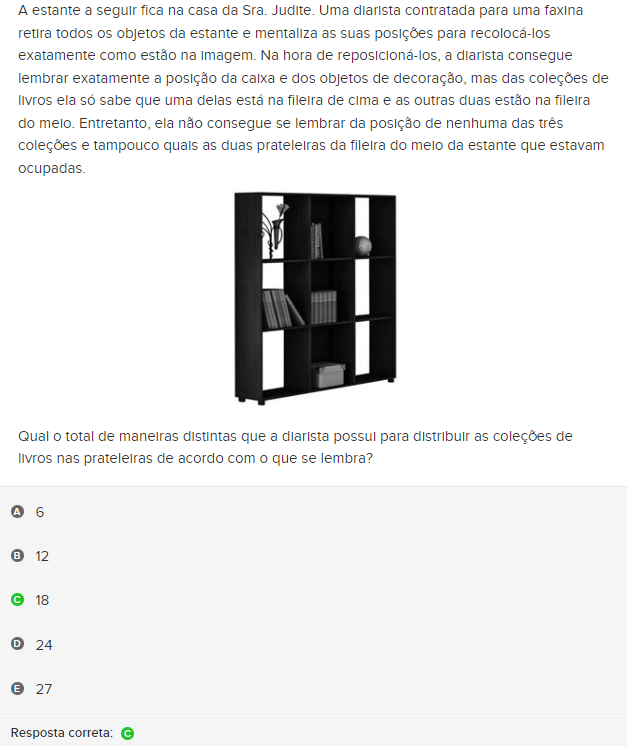 A estante a seguir fica na casa da Sra. Judite. Uma diarista contratada para uma faxina
retira todos os objetos da estante e mentaliza as suas posições para recolocá-los
exatamente como estão na imagem. Na hora de reposicioná-los, a diarista consegue
lembrar exatamente a posição da caixa e dos objetos de decoração, mas das coleções de
livros ela só sabe que uma delas está na fileira de cima e as outras duas estão na fileira
do meio. Entretanto, ela não consegue se lembrar da posição de nenhuma das três
coleções e tampouco quais as duas prateleiras da fileira do meio da estante que estavam
ocupadas.
Qual o total de maneiras distintas que a diarista possui para distribuir as coleções de
livros nas prateleiras de acordo com o que se lembra?
A 6
B 12
C 18
D 24
E 27
Resposta correta: C